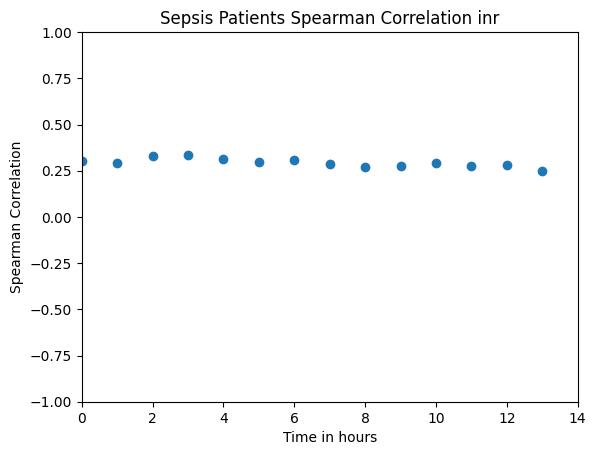 Sepsis Patients Spearman Correlation inr
1.00
0.75
0.50
0.25
0.00
−0.25
−0.50
−0.75
−1.00
Spearman Correlation
0 2 4 6 8 10 12 14
Time in hours